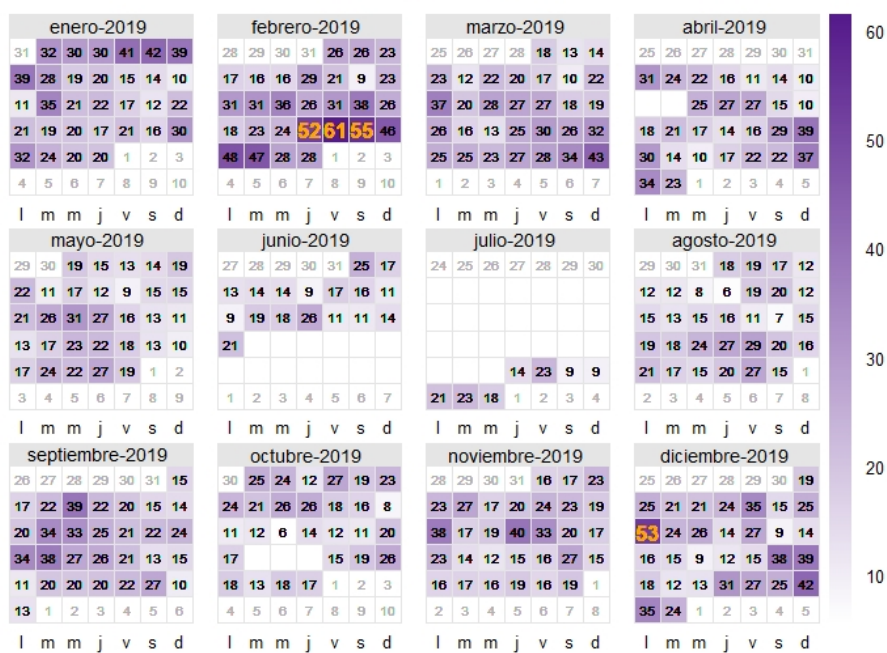 enero-2019
31 32 30 30 41 42 39
39 28 19 20 15 14 10
11 35 21 22 17 12 22
21 19 20 17 21 16 30
32 24 20 20 1 2 3
4 5 6 7 8 9 10
l m m j v s d
febrero-2019
28 29 30 31 26 26 23
17 16 16 29 21 9 23
31 31 36 26 31 38 26
18 23 24 52 61 55 46
48 47 28 28 1 2 3
4 5 6 7 8 9 10
l m m j v s d
marzo-2019
25 26 27 28 18 13 14
23 12 22 20 17 10 22
37 20 28 27 27 18 19
26 16 13 25 30 26 32
25 25 23 27 28 34 43
1 2 3 4 5 6 7
l m m j v s d
abril-2019
25 26 27 28 29 30 31
31 24 22 16 11 14 10
25 27 27 15 10
18 21 17 14 16 29 39
30 14 10 17 22 22 37
34 23 1 2 3 4 5
l m m j v s d
mayo-2019
29 30 19 15 13 14 19
22 11 17 12 9 15 15
21 26 31 27 16 13 11
13 17 23 22 18 13 10
17 24 22 27 19 1 2
3 4 5 6 7 8 9
l m m j v s d
junio-2019
27 28 29 30 31 25 17
13 14 14 9 17 16 11
9 19 18 26 11 11 14
21
1 2 3 4 5 6 7
l m m j v s d
julio-2019
24 25 26 27 28 29 30
14 23 9 9
21 23 18 1 2 3 4
l m m j v s d
agosto-2019
29 30 31 18 19 17 12
12 12 8 6 19 20 12
15 13 15 16 11 7 15
19 18 24 27 29 20 16
21 17 15 20 27 15 1
2 3 4 5 6 7 8
l m m j v s d
septiembre-2019
26 27 28 29 30 31 15
17 22 39 22 20 15 14
20 34 33 25 21 22 24
34 38 27 26 21 13 15
11 20 20 20 22 27 10
13 1 2 3 4 5 6
l m m j v s d
octubre-2019
30 25 24 12 27 19 23
24 21 26 26 18 16 8
11 12 6 14 12 11 20
17 15 19 26
18 13 18 17 1 2 3
4 5 6 7 8 9 10
l m m j v s d
noviembre-2019
28 29 30 31 16 17 23
23 27 17 20 24 23 19
38 17 19 40 33 20 17
23 14 12 15 16 27 15
16 17 16 19 16 19 1
2 3 4 5 6 7 8
l m m j v s d
diciembre-2019
25 26 27 28 29 30 19
25 21 21 24 35 15 25
53 24 26 14 27 9 14
16 15 9 12 15 38 39
18 12 13 31 27 25 42
35 24 1 2 3 4 5
l m m j v s d
60
50
40
30
20
10